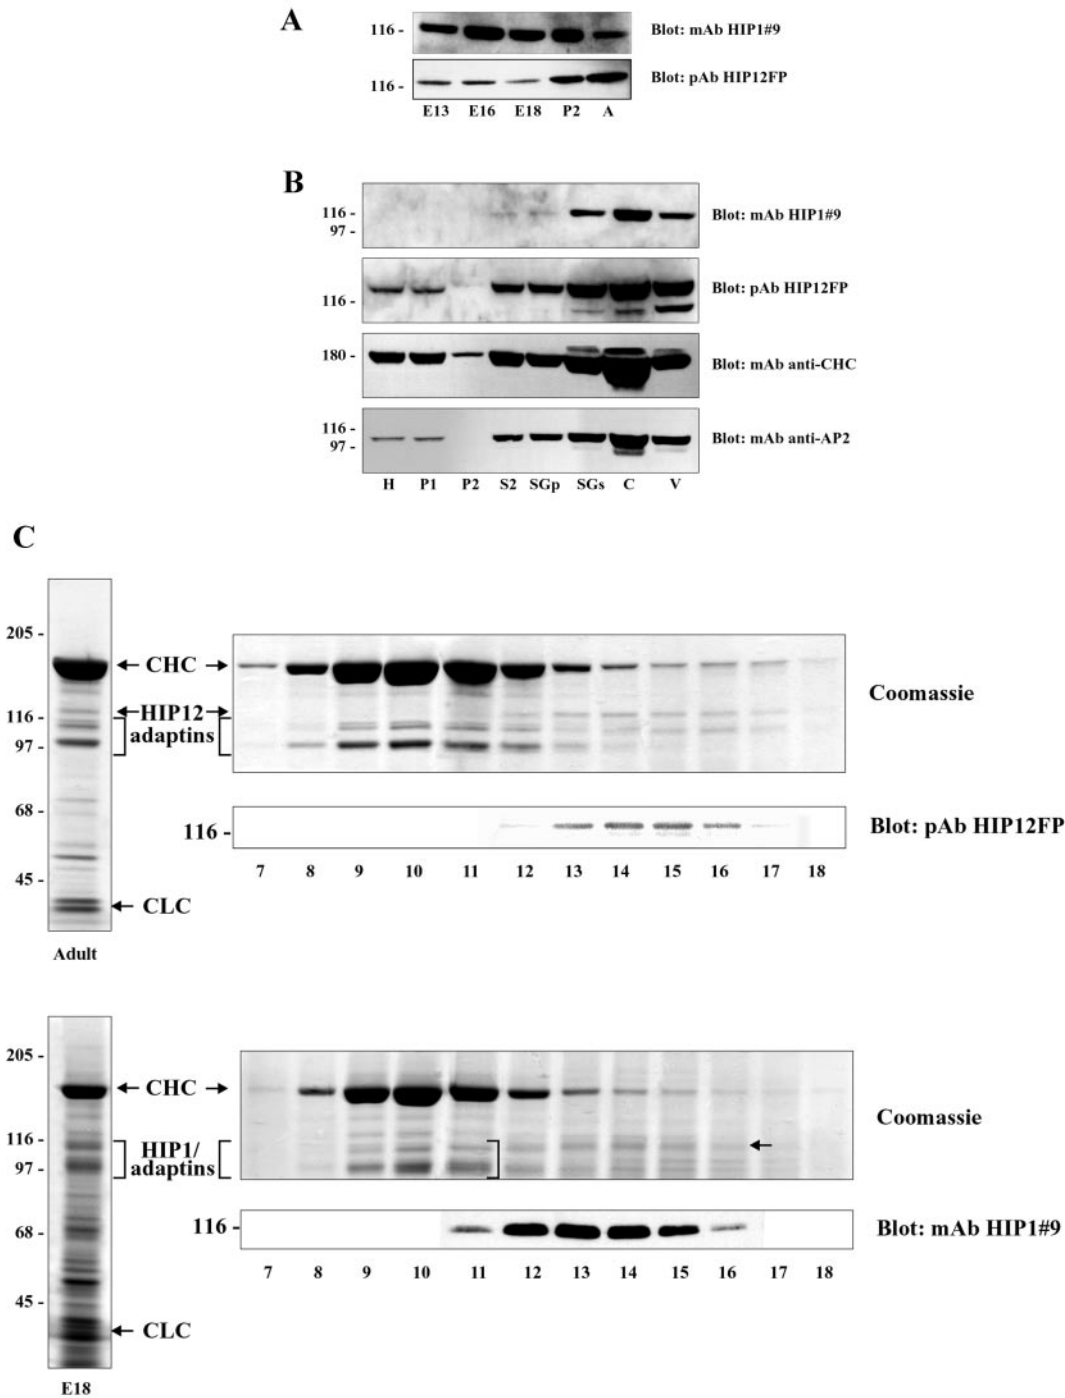 A
116 -
Blot: mAb HIP1#9
116 -
Blot: pAb HIP12FP
E13 E16 E18 P2 A
B
116 -
97 -
Blot: mAb HIP1#9
116 -
Blot: pAb HIP12FP
180 -
Blot: mAb anti-CHC
116 -
97 -
Blot: mAb anti-AP2
H P1 P2 S2 SGp SGs C V
C
205 -
CHC
Coomassie
116 -
HIP12
adaptins
97 -
68 -
116 -
Blot: pAb HIP12FP
7 8 9 10 11 12 13 14 15 16 17 18
45 -
CLC
Adult
205 -
CHC
Coomassie
116 -
HIP1/
adaptins
97 -
116 -
Blot: mAb HIP1#9
68 -
7 8 9 10 11 12 13 14 15 16 17 18
45 -
CLC
E18